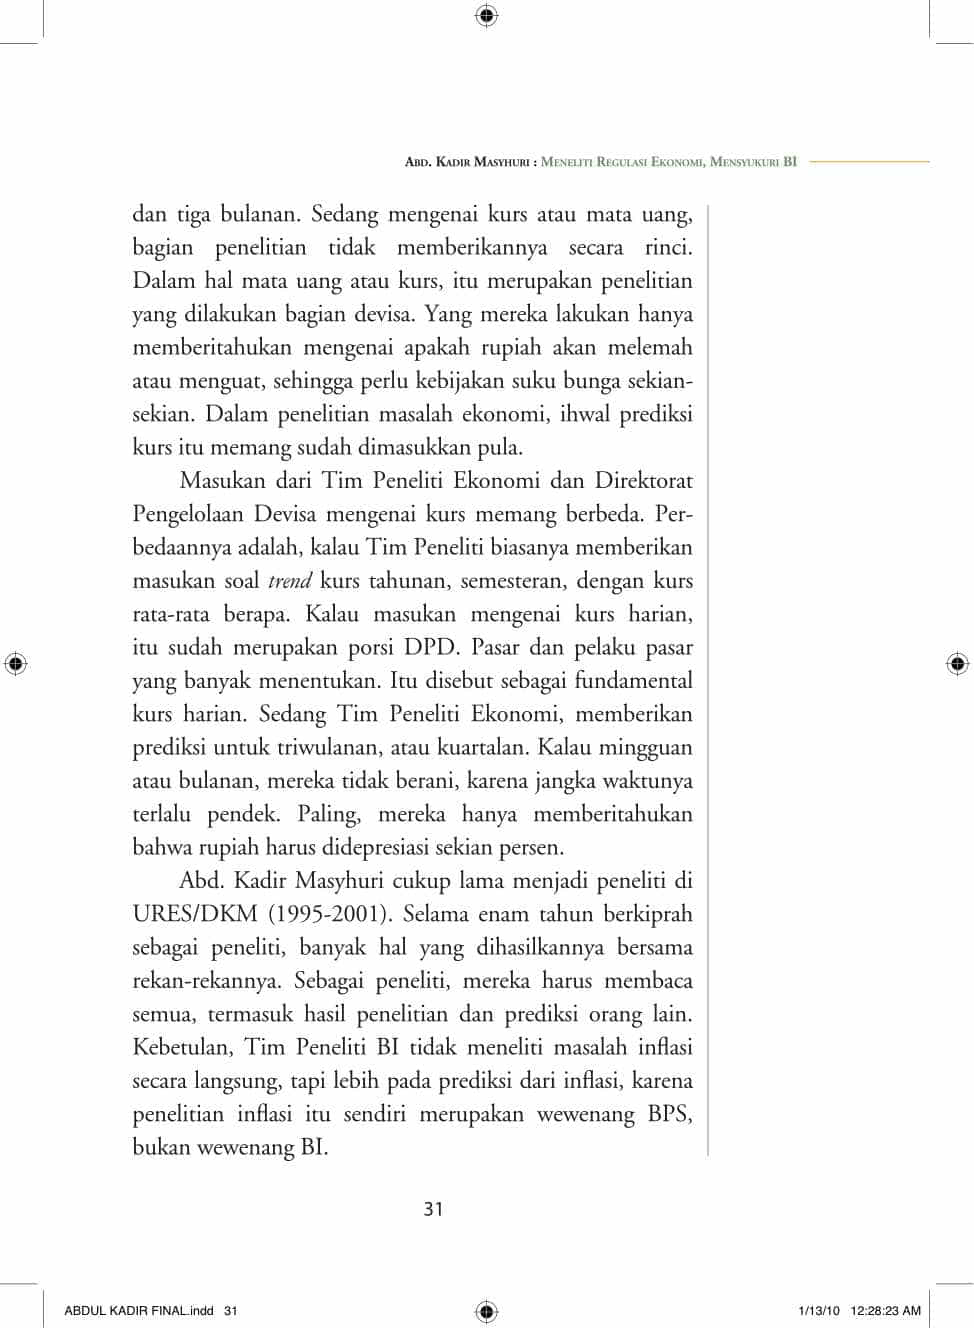 Abd. Kadir Masyhuri : Meneliti Regulasi Ekonomi, Mensyukuri BI
dan tiga bulanan. Sedang mengenai kurs atau mata uang,
bagian penelitian tidak memberikannya secara rinci.
Dalam hal mata uang atau kurs, itu merupakan penelitian
yang dilakukan bagian devisa. Yang mereka lakukan hanya
memberitahukan mengenai apakah rupiah akan melemah
atau menguat, sehingga perlu kebijakan suku bunga sekian-
sekian. Dalam penelitian masalah ekonomi, ihwal prediksi
kurs itu memang sudah dimasukkan pula.
Masukan dari Tim Peneliti Ekonomi dan Direktorat
Pengelolaan Devisa mengenai kurs memang berbeda. Per-
bedaannya adalah, kalau Tim Peneliti biasanya memberikan
masukan soal trend kurs tahunan, semesteran, dengan kurs
rata-rata berapa. Kalau masukan mengenai kurs harian,
itu sudah merupakan porsi DPD. Pasar dan pelaku pasar
yang banyak menentukan. Itu disebut sebagai fundamental
kurs harian. Sedang Tim Peneliti Ekonomi, memberikan
prediksi untuk triwulanan, atau kuartalan. Kalau mingguan
atau bulanan, mereka tidak berani, karena jangka waktunya
terlalu pendek. Paling, mereka hanya memberitahukan
bahwa rupiah harus didepresiasi sekian persen.
Abd. Kadir Masyhuri cukup lama menjadi peneliti di
URES/DKM (1995-2001). Selama enam tahun berkiprah
sebagai peneliti, banyak hal yang dihasilkannya bersama
rekan-rekannya. Sebagai peneliti, mereka harus membaca
semua, termasuk hasil penelitian dan prediksi orang lain.
Kebetulan, Tim Peneliti BI tidak meneliti masalah inflasi
secara langsung, tapi lebih pada prediksi dari inflasi, karena
penelitian inflasi itu sendiri merupakan wewenang BPS,
bukan wewenang BI.
31
ABDUL KADIR FINAL.indd 31
1/13/10 12:28:23 AM